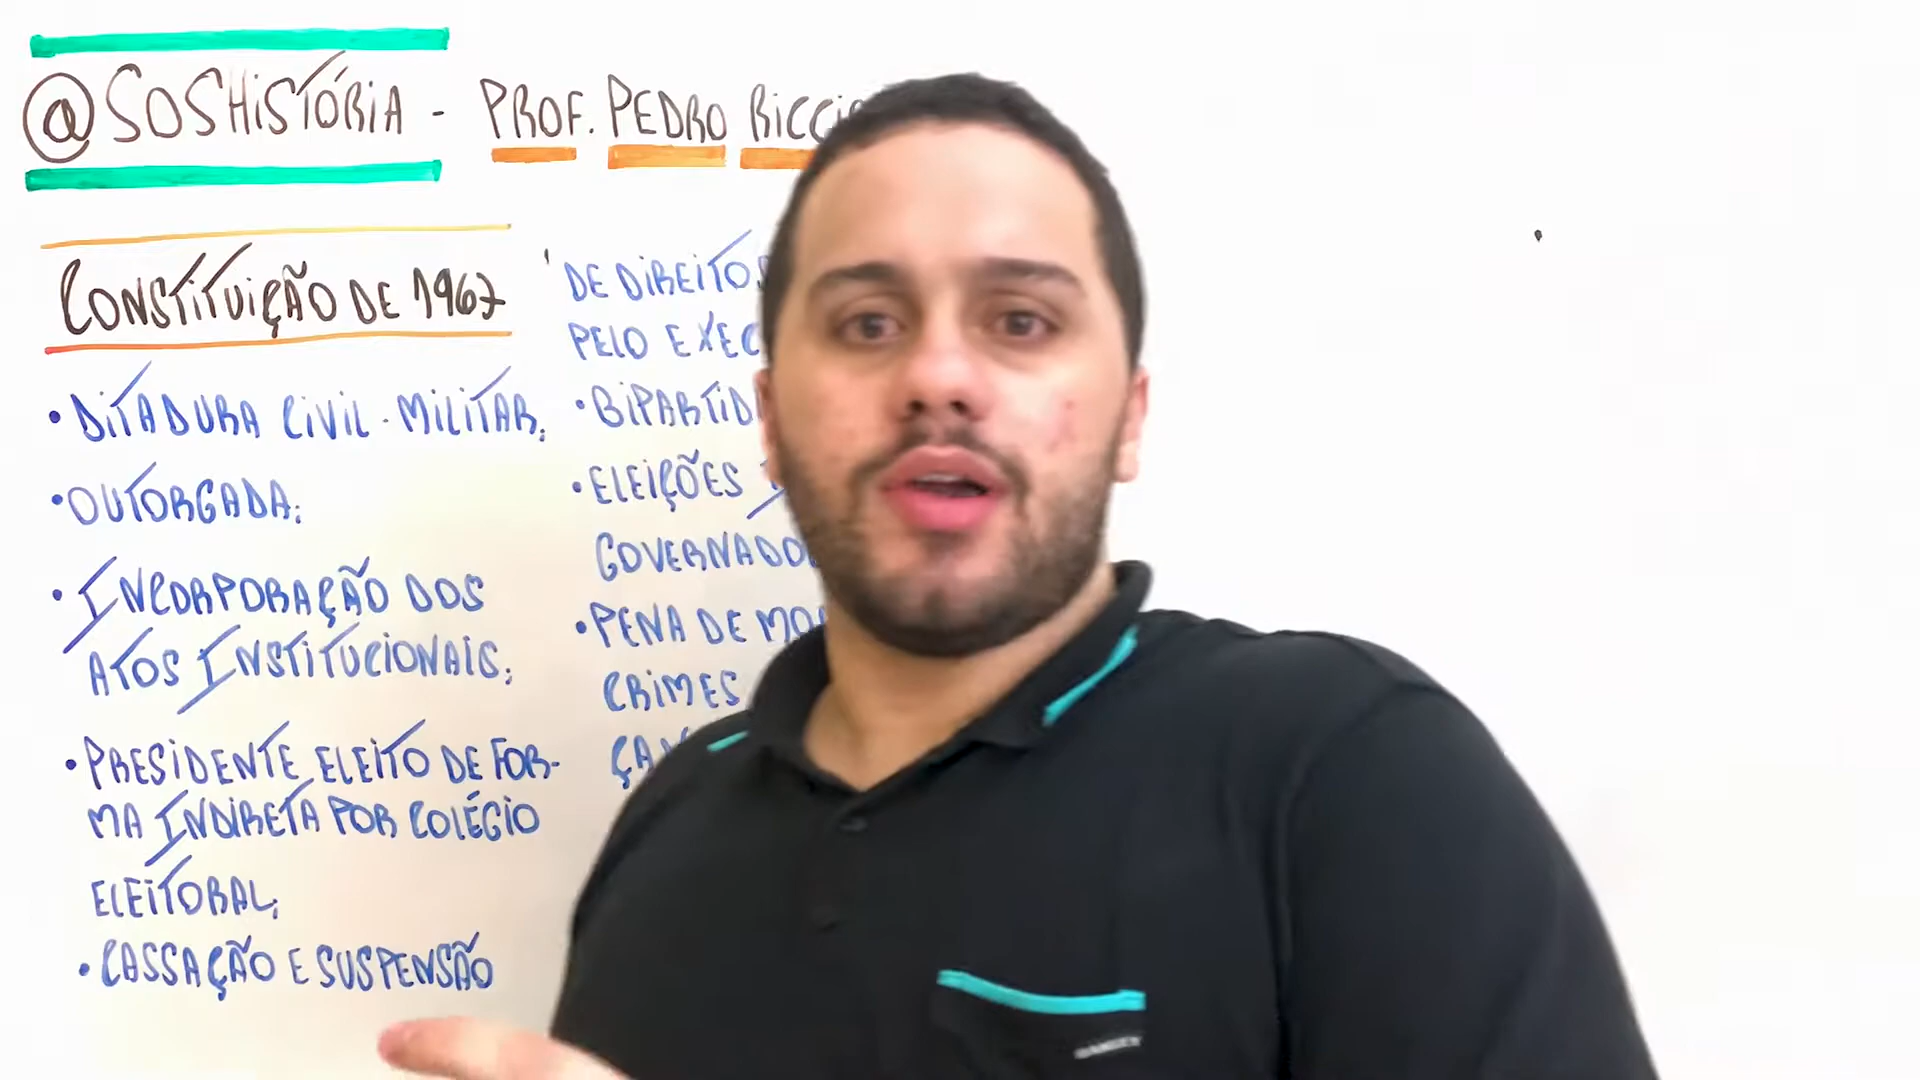 @SOSHISTÓRIA - PROF. PEDRO
CONSTITUIÇÃO DE 1967
• DITADURA CIVIL-MILITAR;
• OUTORGADA;
• INCORPORAÇÃO DOS
ATOS INSTITUCIONAIS;
• PRESIDENTE ELEITO DE FOR-
MA INDIRETA POR COLÉGIO
ELEITORAL;
• CASSAÇÃO E SUSPENSÃO
DE DIREITOS
PELO
•
• ELEIÇÕES
• PENA DE
CRIMES